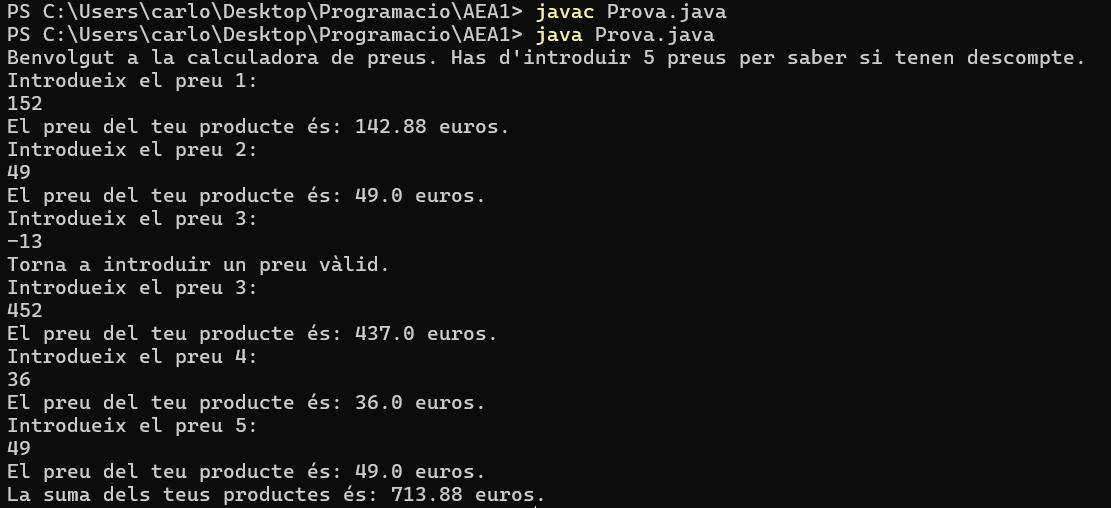 PS C:\Users\carlo\Desktop\Programacio\AEA1> javac Prova.java
PS C:\Users\carlo\Desktop\Programacio\AEA1> java Prova.java
Benvolgut a la calculadora de preus. Has d'introduir 5 preus per saber si tenen descompte.
Introdueix el preu 1:
152
El preu del teu producte és: 142.88 euros.
Introdueix el preu 2:
49
El preu del teu producte és: 49.0 euros.
Introdueix el preu 3:
-13
Torna a introduir un preu vàlid.
Introdueix el preu 3:
452
El preu del teu producte és: 437.0 euros.
Introdueix el preu 4:
36
El preu del teu producte és: 36.0 euros.
Introdueix el preu 5:
49
El preu del teu producte és: 49.0 euros.
La suma dels teus productes és: 713.88 euros.